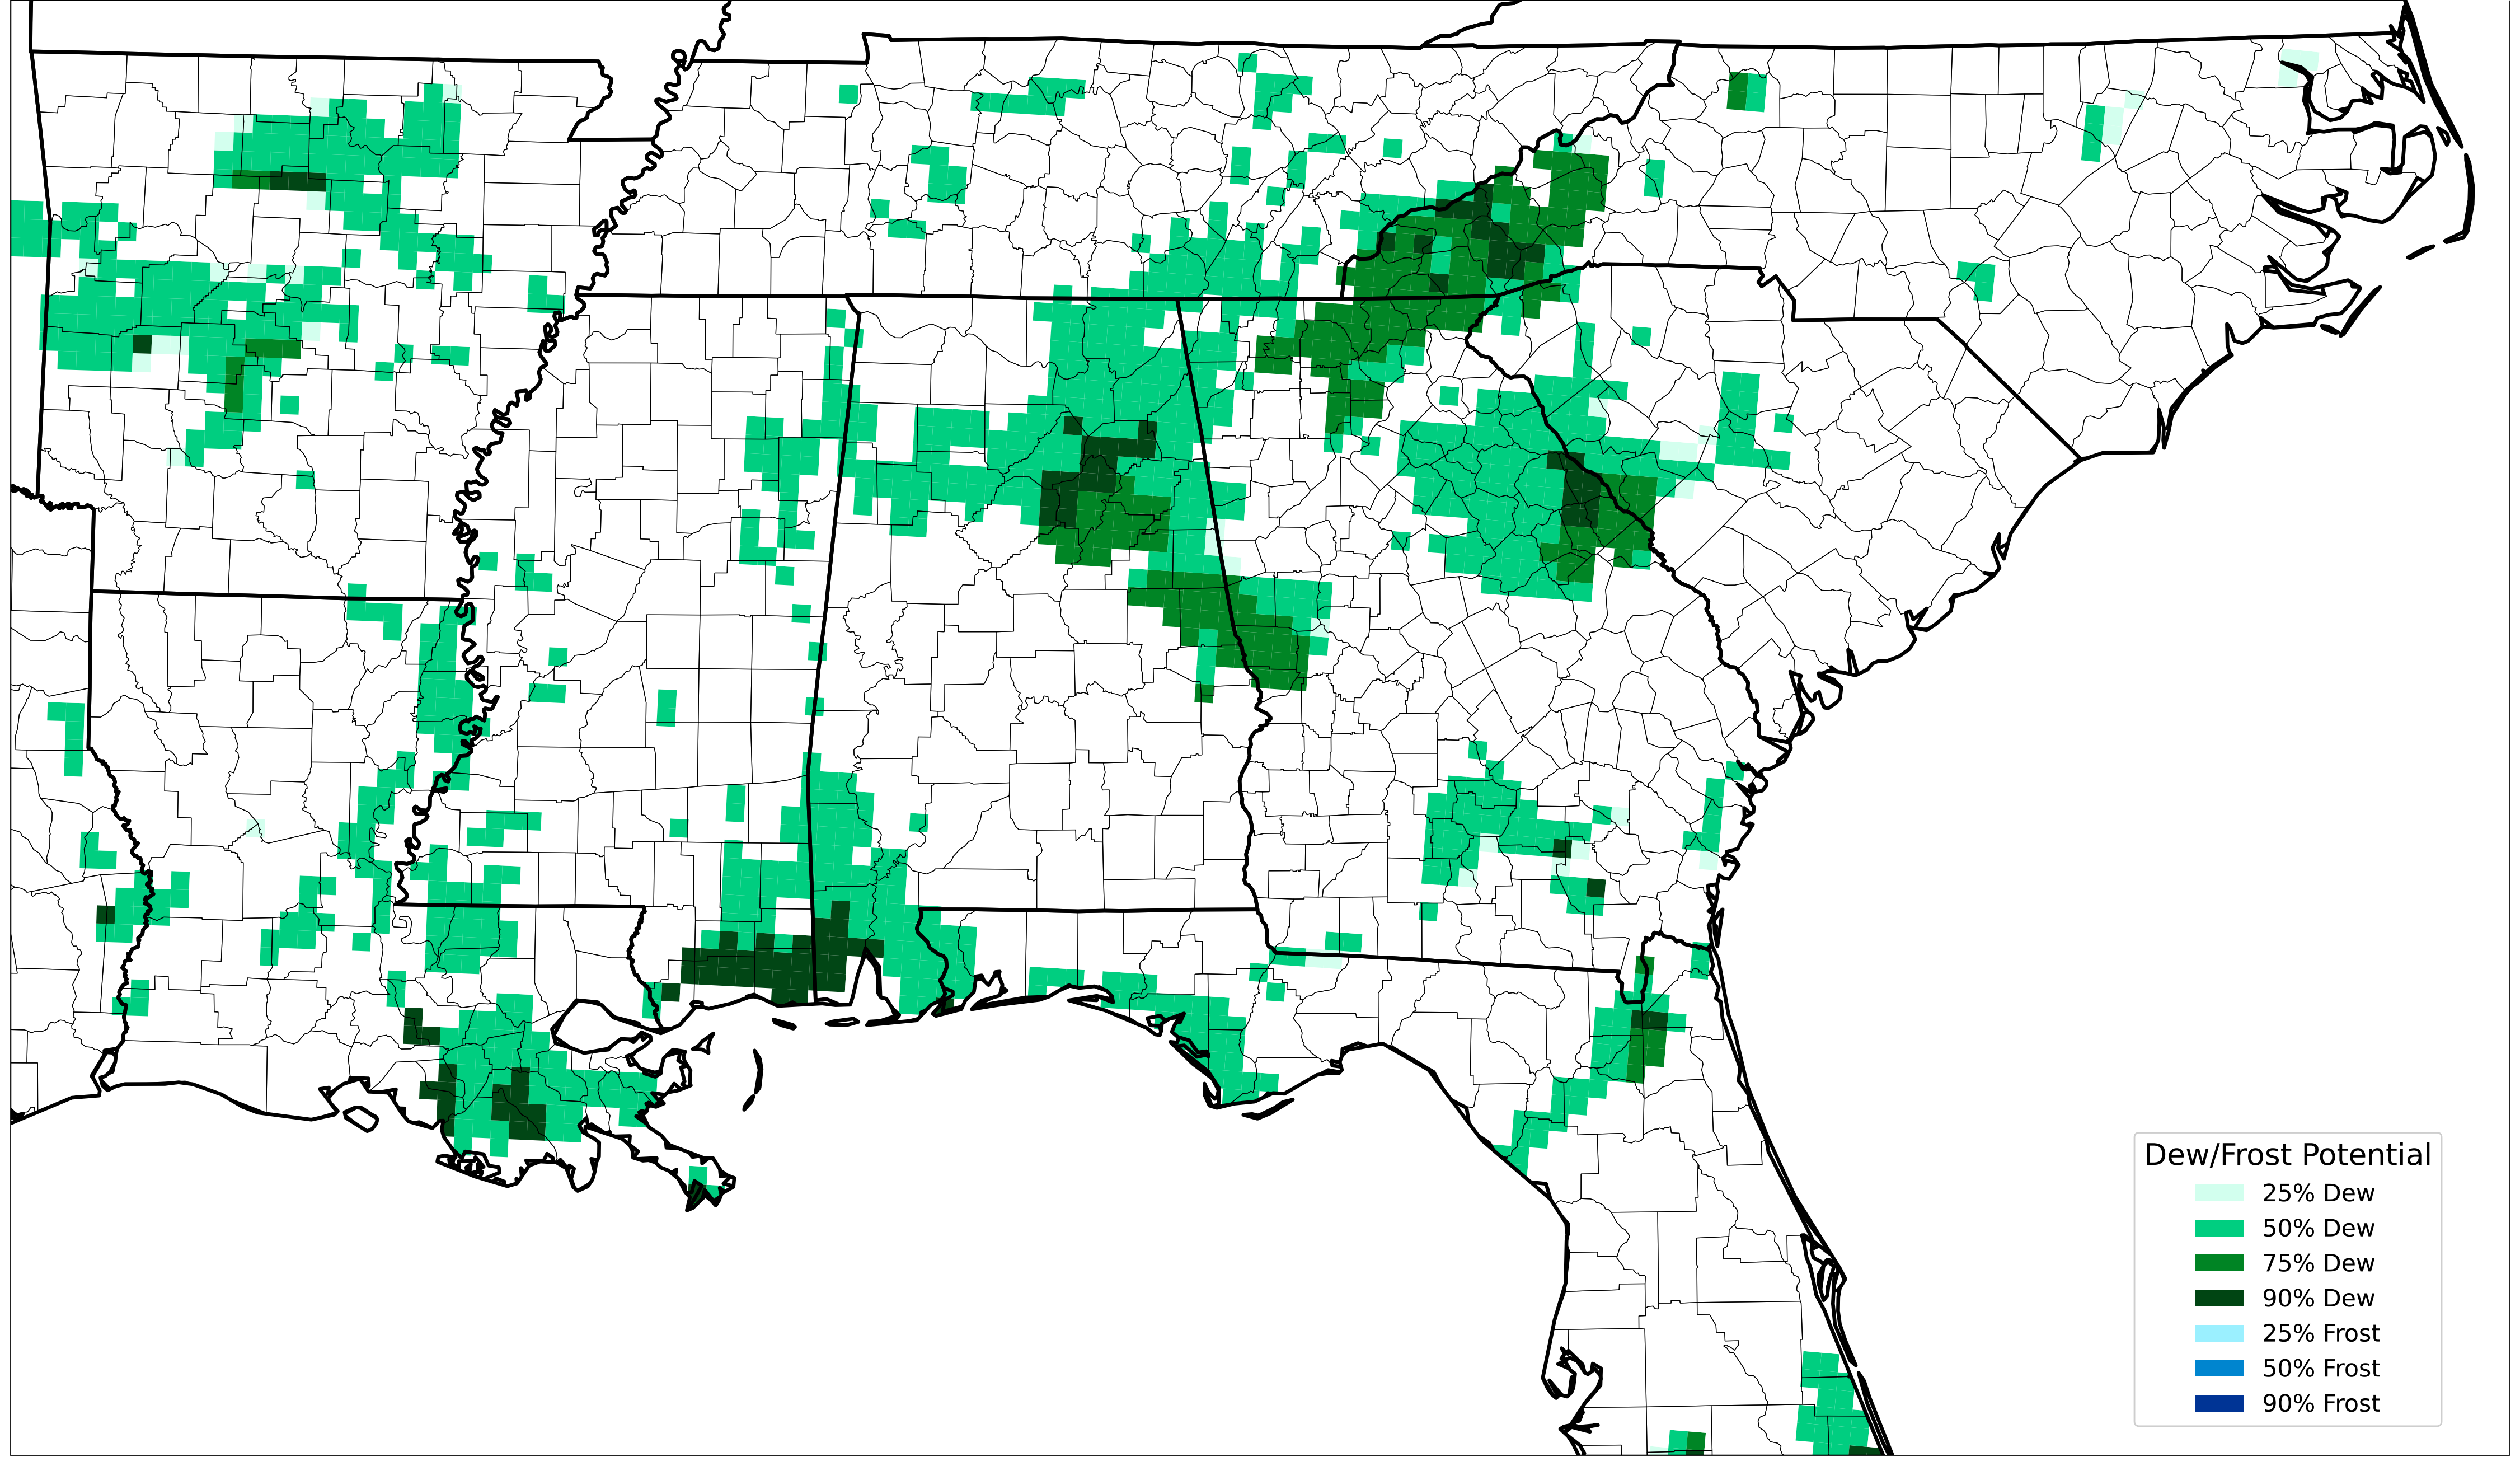 Dew/Frost Potential
25% Dew
50% Dew
75% Dew
90% Dew
25% Frost
50% Frost
90% Frost